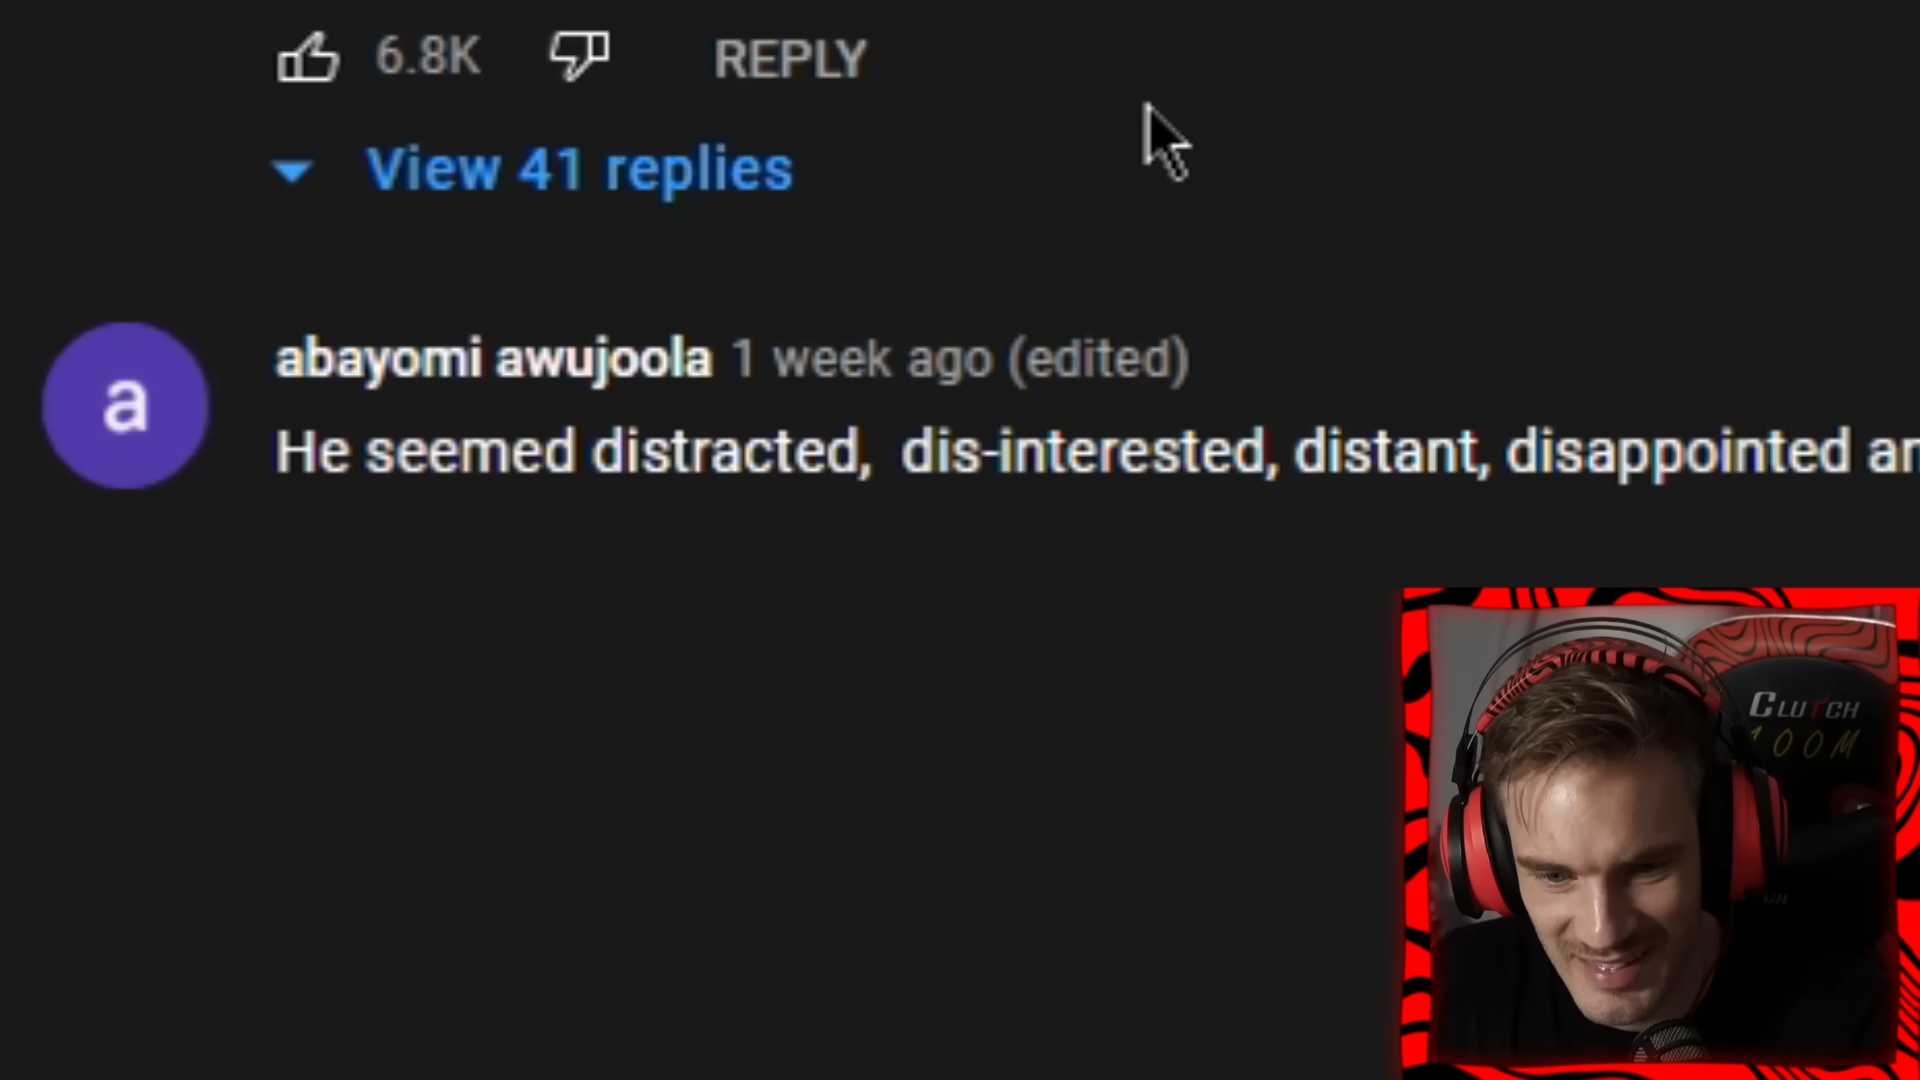 6.8K REPLY
View 41 replies
abayomi awujoola 1 week ago (edited)
a
He seemed distracted,  dis-interested, distant, disappointed an
CLUTCH
100M